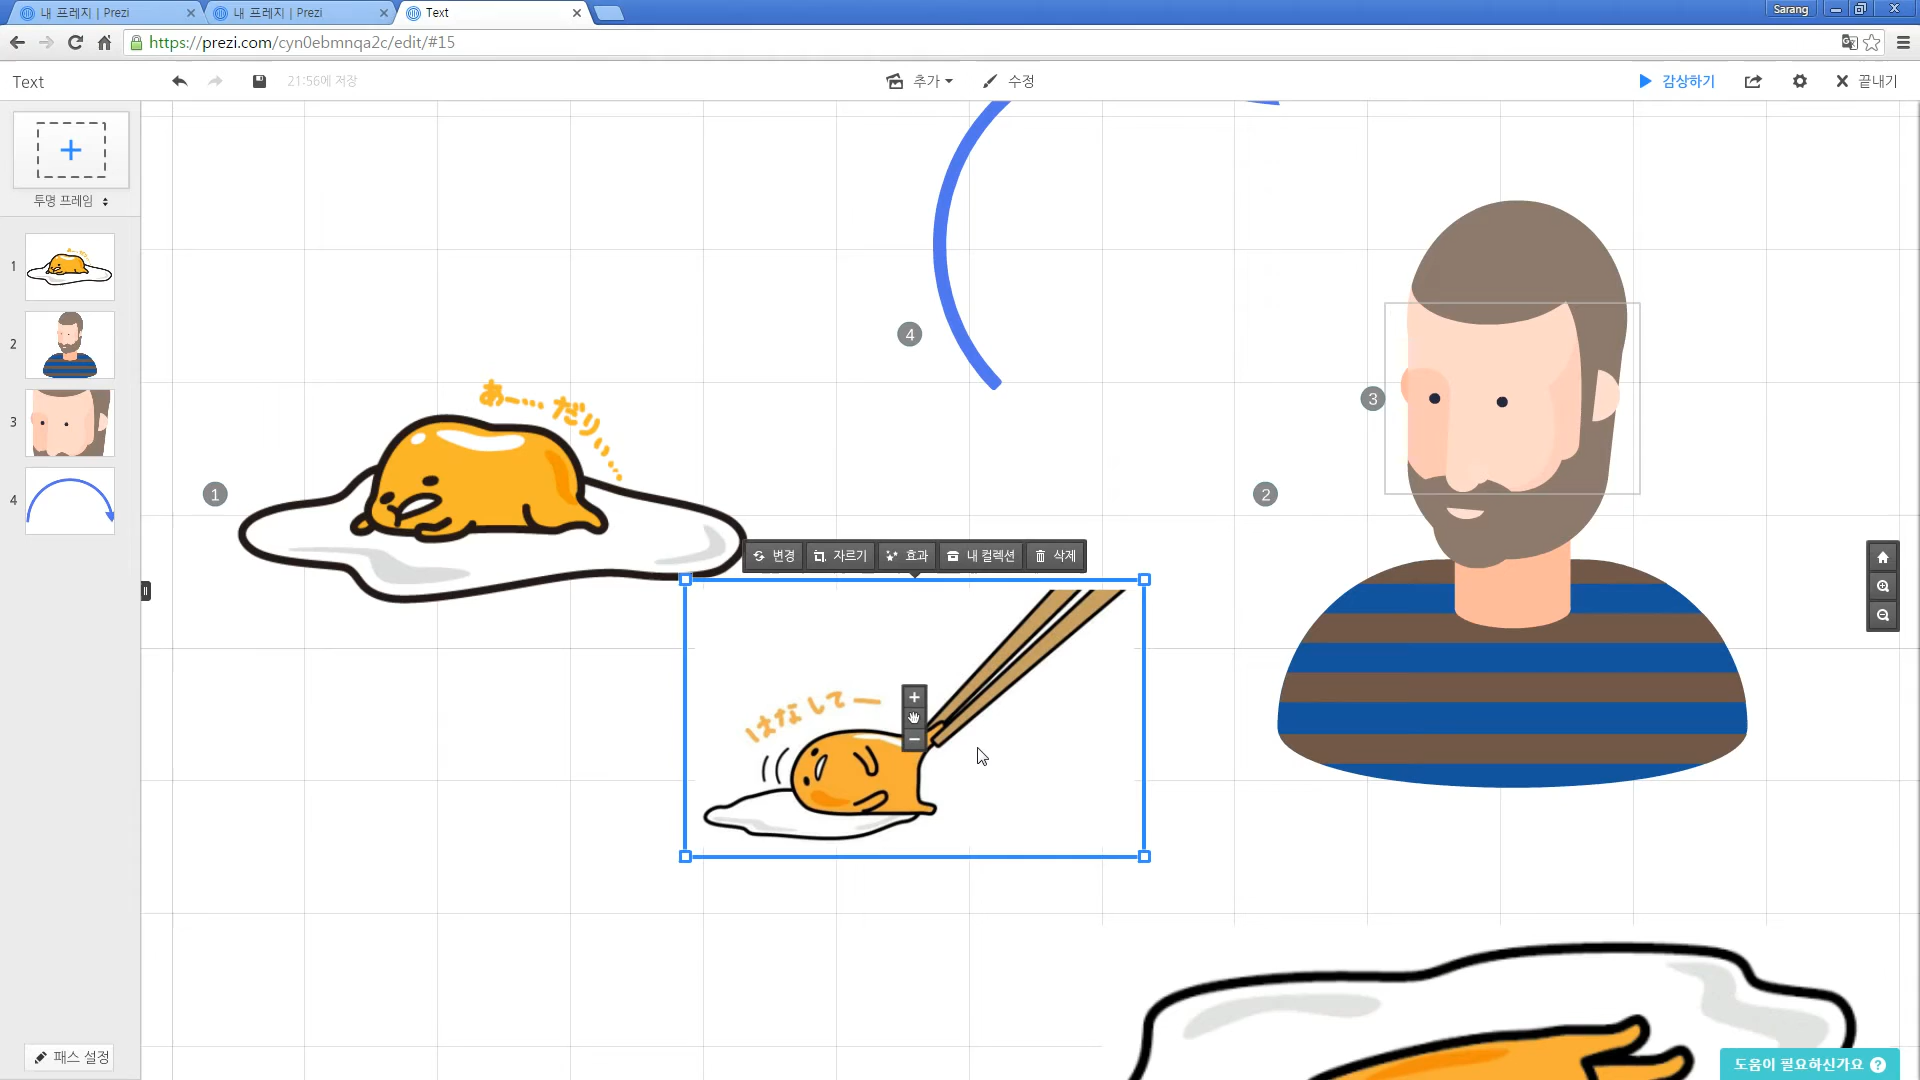 내 프레지 | Prezi
내 프레지 | Prezi
Text
Sarang
https://prezi.com/cyn0ebmnqa2c/edit/#15
Text
21:56에 저장
추가
수정
감상하기
끝내기
투명 프레임
1
2
3
4
4
3
あー… だりぃ…
1
2
변경
자르기
효과
내 컬렉션
삭제
はなしてー
패스 설정
도움이 필요하신가요 ?